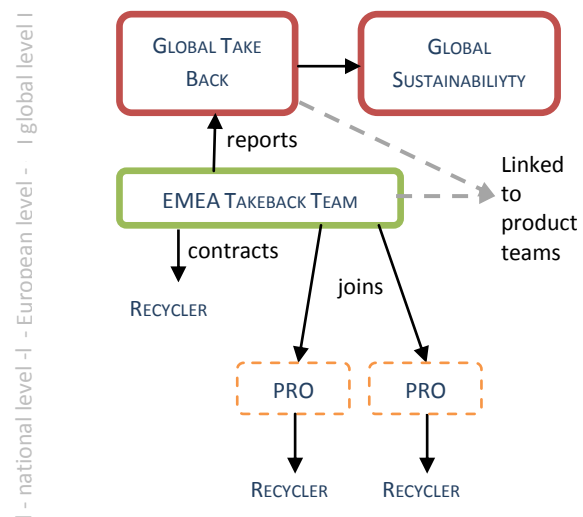 GLOBAL TAKE
BACK
GLOBAL
SUSTAINABILIYTY
reports
Linked
to
product
teams
EMEA TAKEBACK TEAM
contracts
joins
RECYCLER
PRO
PRO
RECYCLER
RECYCLER
I - national level -I - European level - I global level I